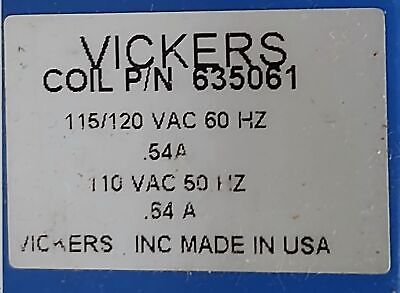 VICKERS
COIL P/N 635061
115/120 VAC 60 HZ
.54A
110 VAC 50 HZ
.64 A
VICKERS INC MADE IN USA